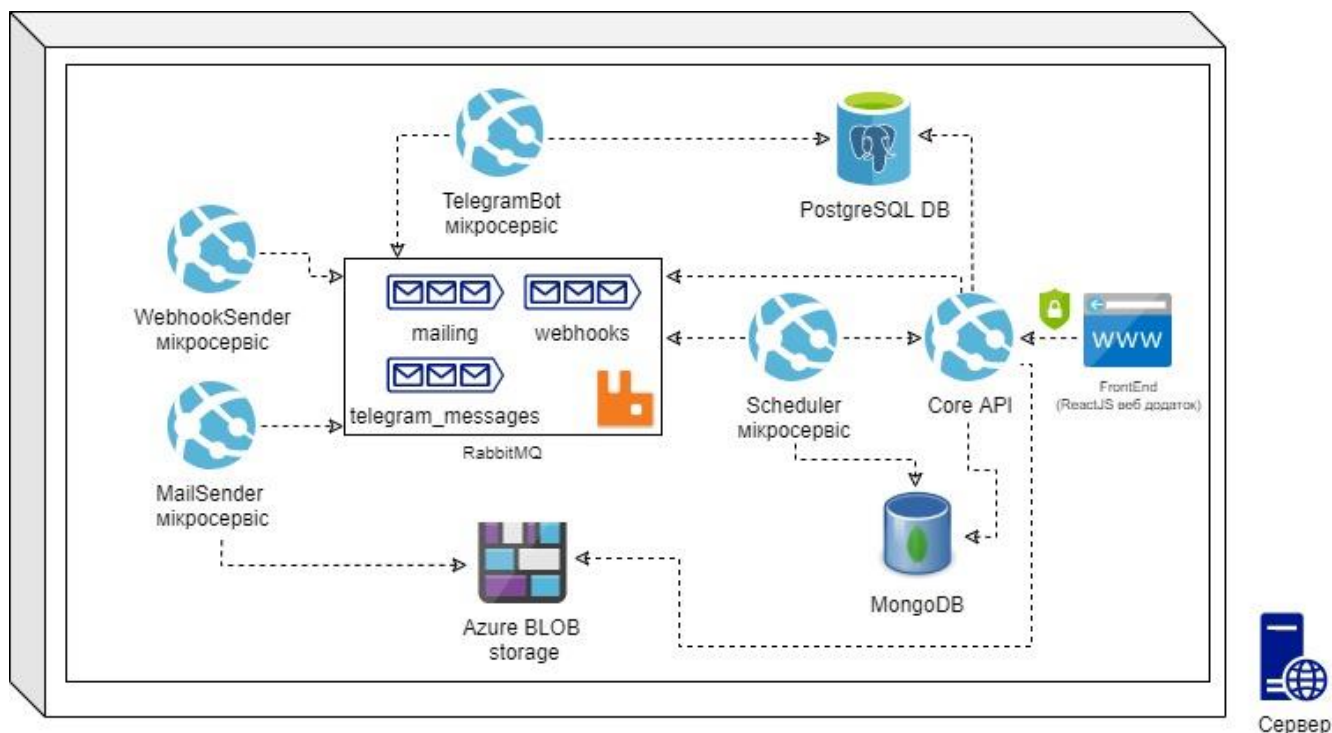 TelegramBot
мікросервіс
PostgreSQL DB
WebhookSender
мікросервіс
mailing
webhooks
telegram_messages
RabbitMQ
Scheduler
мікросервіс
Core API
WWW
FrontEnd
(ReactJS веб додаток)
MailSender
мікросервіс
Azure BLOB
storage
MongoDB
Сервер